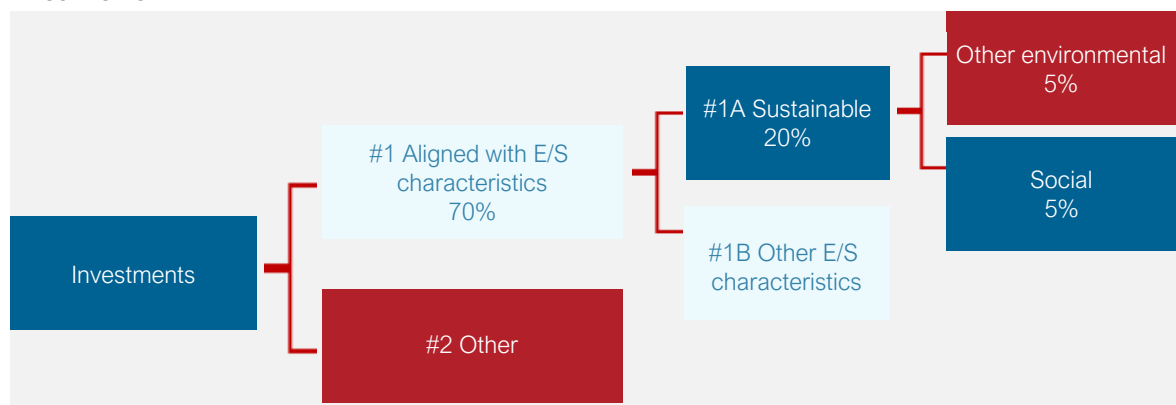 Investments
#1 Aligned with E/S
characteristics
70%
#2 Other
#1A Sustainable
20%
#1B Other E/S
characteristics
Other environmental
5%
Social
5%